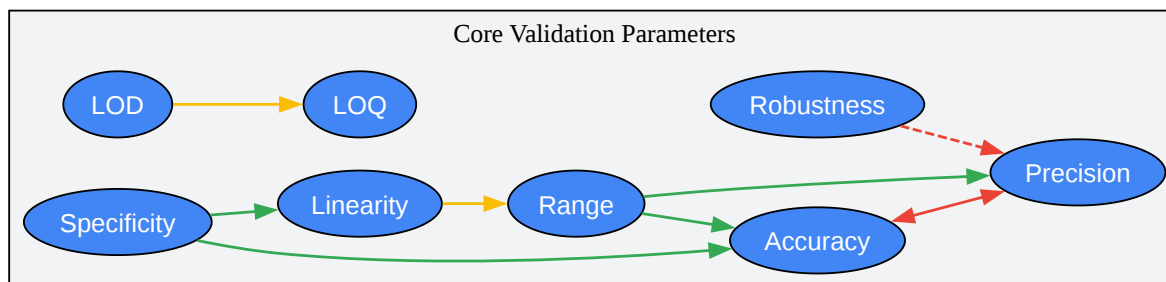 Core Validation Parameters
LOD
LOQ
Robustness
Precision
Specificity
Linearity
Range
Accuracy